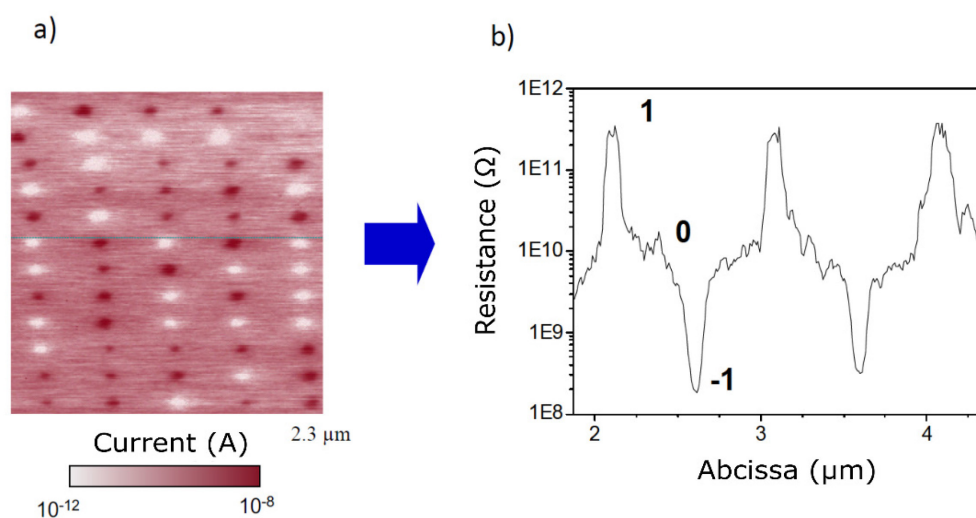 a)
2.3 µm
Current (A)
10-12
10-8
b)
1E12
1E11
1E10
1E9
1E8
Resistance (Ω)
1
0
-1
2
3
4
Abcissa (µm)